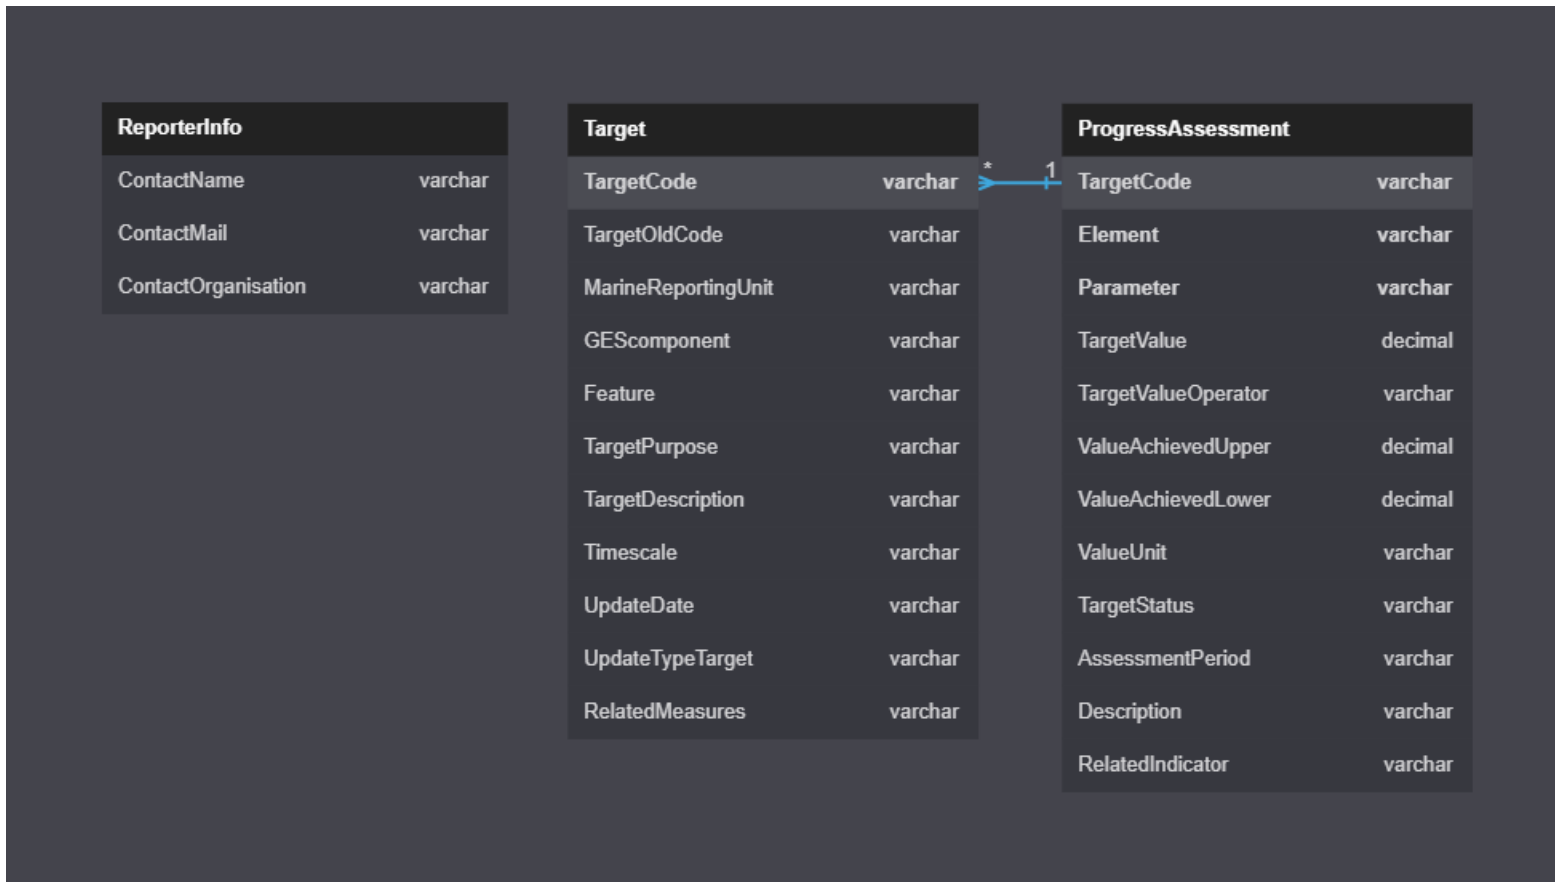 ReporterInfo
ContactName varchar
ContactMail varchar
ContactOrganisation varchar
Target
TargetCode varchar
TargetOldCode varchar
MarineReportingUnit varchar
GEScomponent varchar
Feature varchar
TargetPurpose varchar
TargetDescription varchar
Timescale varchar
UpdateDate varchar
UpdateTypeTarget varchar
RelatedMeasures varchar
* 1
ProgressAssessment
TargetCode varchar
Element varchar
Parameter varchar
TargetValue decimal
TargetValueOperator varchar
ValueAchievedUpper decimal
ValueAchievedLower decimal
ValueUnit varchar
TargetStatus varchar
AssessmentPeriod varchar
Description varchar
RelatedIndicator varchar